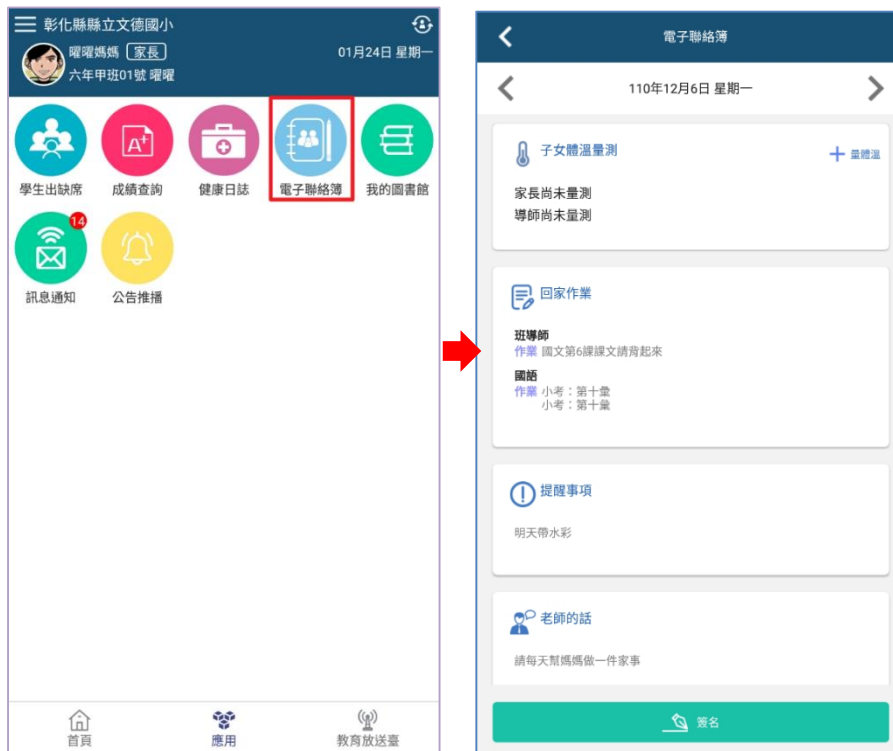 彰化縣縣立文德國小
曜曜媽媽 家長
01月24日 星期一
六年甲班01號 曜曜
A+
學生出缺席
成績查詢
健康日誌
電子聯絡簿
我的圖書館
14
訊息通知
公告推播
首頁
應用
教育放送臺
電子聯絡簿
110年12月6日 星期一
子女體溫量測
量體溫
家長尚未量測
導師尚未量測
回家作業
班導師
作業 國文第6課課文請背起來
國語
作業 小考：第十彙
小考：第十彙
提醒事項
明天帶水彩
老師的話
請每天幫媽媽做一件家事
簽名